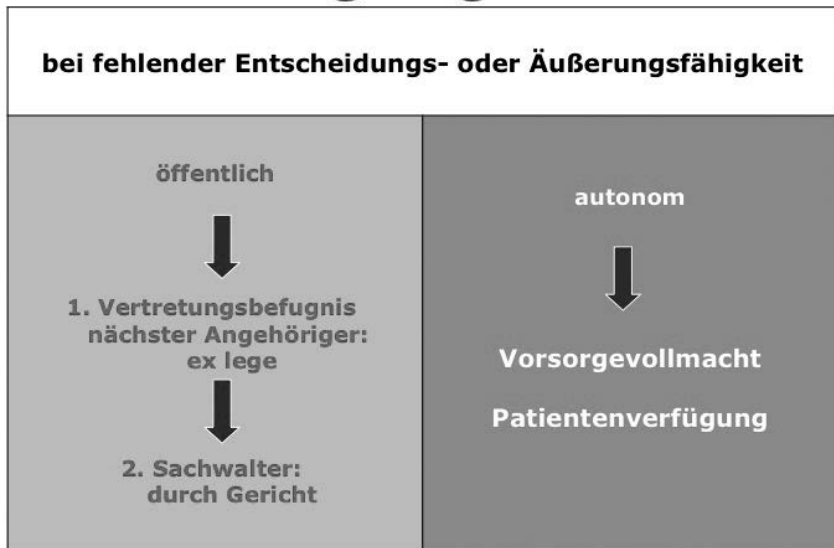 bei fehlender Entscheidungs- oder Äußerungsfähigkeit
öffentlich
1. Vertretungsbefugnis
nächster Angehöriger:
ex lege
2. Sachwalter:
durch Gericht
autonom
Vorsorgevollmacht
Patientenverfügung